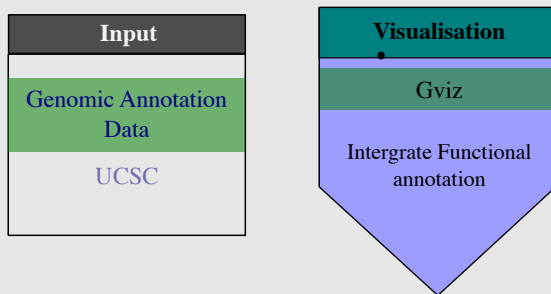 Input
Genomic Annotation
Data
UCSC
Visualisation
Gviz
Intergrate Functional
annotation